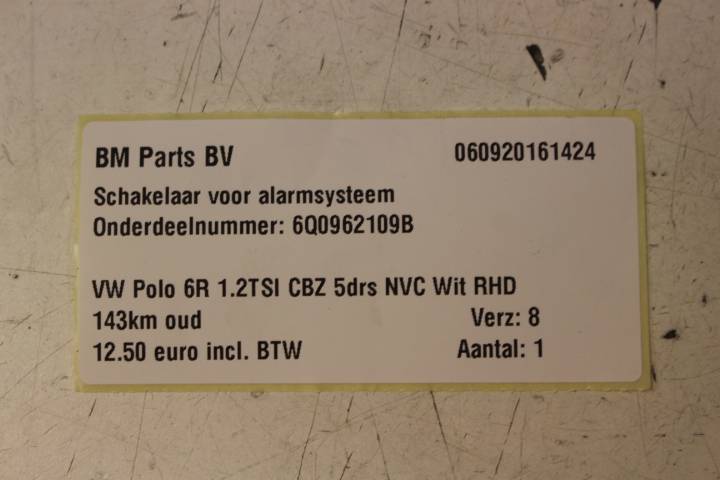 BM Parts BV 060920161424
Schakelaar voor alarmsysteem
Onderdeelnummer: 6Q0962109B
VW Polo 6R 1.2TSI CBZ 5drs NVC Wit RHD
143km oud Verz: 8
12.50 euro incl. BTW Aantal: 1